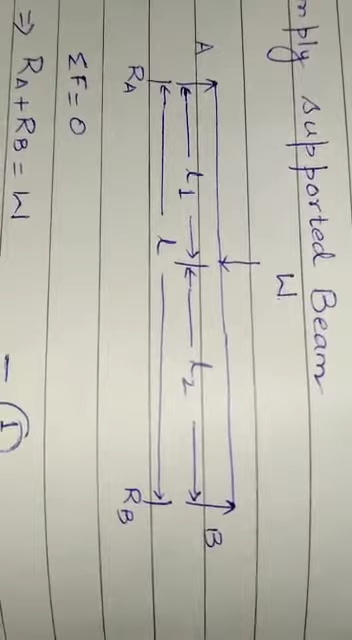 mply supported Beam
W
A
B
l1
l2
RA
l
RB
ΣF=0
⇒ RA+RB=W — (1)